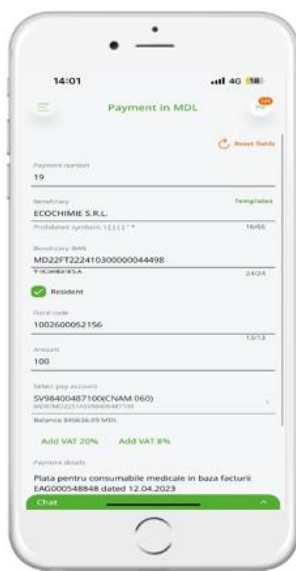 14:01
4G 18
Payment in MDL
Reset fields
Payment number
19
Beneficiary
Templates
ECOCHIMIE S.R.L.
16/65
Beneficiary IBAN
MD22FT222410300000044498
24/24
Resident
Fiscal code
1002600052156
13/13
Amount
100
Select pay account
SV98400487100(CNAM 060)
Add VAT 20%
Add VAT 8%
Payment details
Plata pentru consumabile medicale in baza facturii
EAG000548848 dated 12.04.2023
Chat